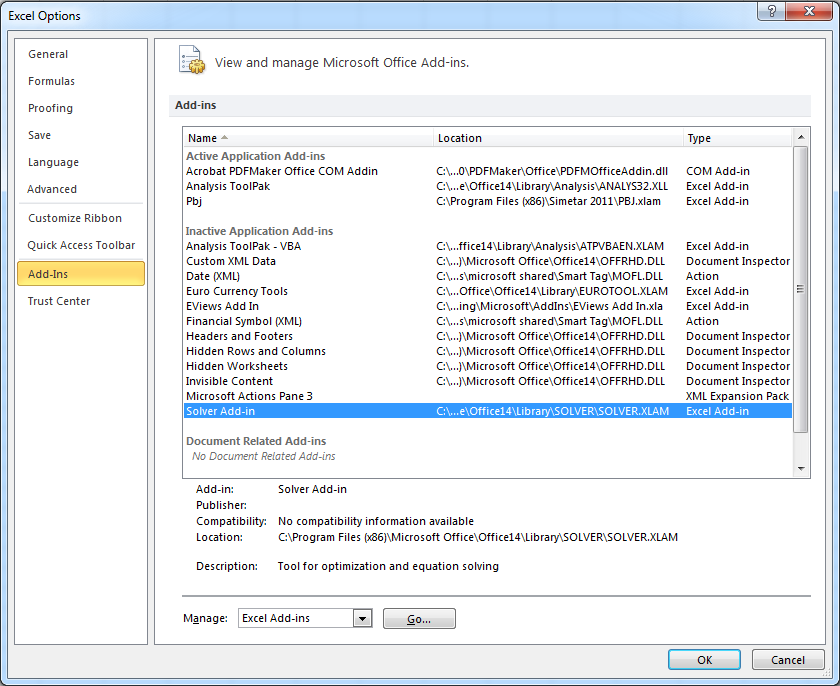 Excel Options
General
Formulas
Proofing
Save
Language
Advanced
Customize Ribbon
Quick Access Toolbar
Add-Ins
Trust Center
View and manage Microsoft Office Add-ins.
Add-ins
Name Location Type
Active Application Add-ins
Acrobat PDFMaker Office COM Addin C:\...0\PDFMaker\Office\PDFMOfficeAddin.dll COM Add-in
Analysis ToolPak C:\...e\Office14\Library\Analysis\ANALYS32.XLL Excel Add-in
Pbj C:\Program Files (x86)\Simetar 2011\PBJ.xlam Excel Add-in
Inactive Application Add-ins
Analysis ToolPak - VBA C:\...ffice14\Library\Analysis\ATPVBAEN.XLAM Excel Add-in
Custom XML Data C:\...)\Microsoft Office\Office14\OFFRHD.DLL Document Inspector
Date (XML) C:\...s\microsoft shared\Smart Tag\MOFL.DLL Action
Euro Currency Tools C:\...Office\Office14\Library\EUROTOOL.XLAM Excel Add-in
EViews Add In C:\...ing\Microsoft\AddIns\EViews Add In.xla Excel Add-in
Financial Symbol (XML) C:\...s\microsoft shared\Smart Tag\MOFL.DLL Action
Headers and Footers C:\...)\Microsoft Office\Office14\OFFRHD.DLL Document Inspector
Hidden Rows and Columns C:\...)\Microsoft Office\Office14\OFFRHD.DLL Document Inspector
Hidden Worksheets C:\...)\Microsoft Office\Office14\OFFRHD.DLL Document Inspector
Invisible Content C:\...)\Microsoft Office\Office14\OFFRHD.DLL Document Inspector
Microsoft Actions Pane 3 XML Expansion Pack
Solver Add-in C:\...e\Office14\Library\SOLVER\SOLVER.XLAM Excel Add-in
Document Related Add-ins
No Document Related Add-ins
Add-in: Solver Add-in
Publisher:
Compatibility: No compatibility information available
Location: C:\Program Files (x86)\Microsoft Office\Office14\Library\SOLVER\SOLVER.XLAM
Description: Tool for optimization and equation solving
Manage: Excel Add-ins Go...
OK Cancel